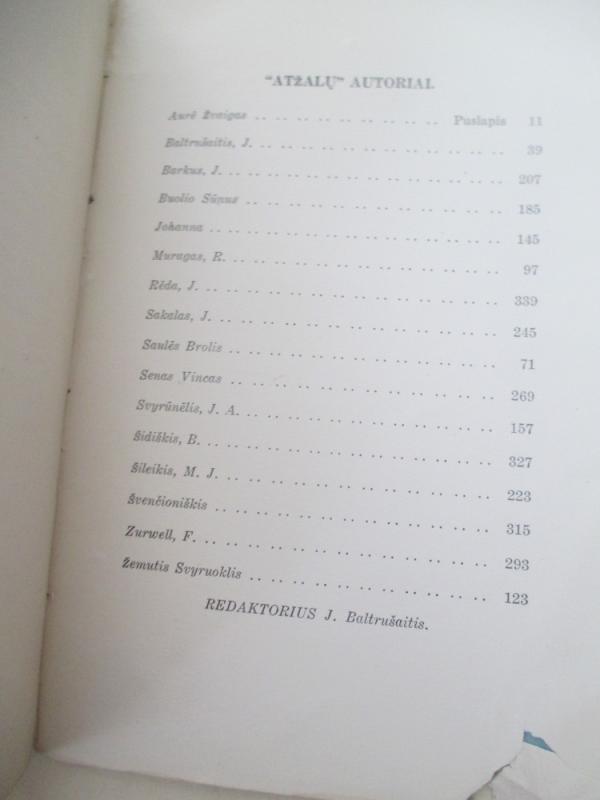 "ATŽALŲ" AUTORIAI.
Aurė Žvaigas .. .. .. .. .. .. .. .. Puslapis 11
Baltrušaitis, J. .. .. .. .. .. .. .. .. .. .. .. 39
Barkus, J. .. .. .. .. .. .. .. .. .. .. .. .. 207
Buolio Sūnus .. .. .. .. .. .. .. .. .. .. .. 185
Johanna .. .. .. .. .. .. .. .. .. .. .. .. .. 145
Muragas, R. .. .. .. .. .. .. .. .. .. .. .. .. 97
Rėda, J. .. .. .. .. .. .. .. .. .. .. .. .. .. 339
Sakalas, J. .. .. .. .. .. .. .. .. .. .. .. .. 245
Saulės Brolis .. .. .. .. .. .. .. .. .. .. .. .. 71
Senas Vincas .. .. .. .. .. .. .. .. .. .. .. .. 269
Svyrūnėlis, J. A. .. .. .. .. .. .. .. .. .. .. .. 157
Šidiškis, B. .. .. .. .. .. .. .. .. .. .. .. .. 327
Šileikis, M. J. .. .. .. .. .. .. .. .. .. .. .. 223
Švenčioniškis .. .. .. .. .. .. .. .. .. .. .. .. 315
Zurwell, F. .. .. .. .. .. .. .. .. .. .. .. .. 293
Žemutis Svyruoklis .. .. .. .. .. .. .. .. .. .. 123
REDAKTORIUS J. Baltrušaitis.